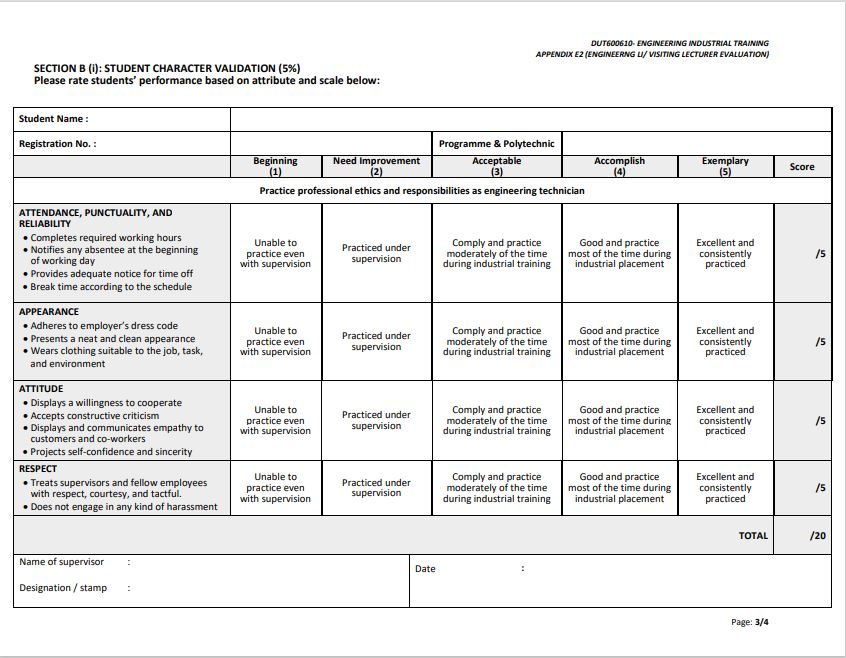 DUT600610- ENGINEERING INDUSTRIAL TRAINING
APPENDIX E2 (ENGINEERNG LI/ VISITING LECTURER EVALUATION)
SECTION B (i): STUDENT CHARACTER VALIDATION (5%)
Please rate students’ performance based on attribute and scale below:
Student Name :
Registration No. :
Programme & Polytechnic
Beginning
(1)
Need Improvement
(2)
Acceptable
(3)
Accomplish
(4)
Exemplary
(5)
Score
Practice professional ethics and responsibilities as engineering technician
ATTENDANCE, PUNCTUALITY, AND
RELIABILITY
• Completes required working hours
• Notifies any absentee at the beginning
of working day
• Provides adequate notice for time off
• Break time according to the schedule
Unable to
practice even
with supervision
Practiced under
supervision
Comply and practice
moderately of the time
during industrial training
Good and practice
most of the time during
industrial placement
Excellent and
consistently
practiced
/5
APPEARANCE
• Adheres to employer’s dress code
• Presents a neat and clean appearance
• Wears clothing suitable to the job, task,
and environment
Unable to
practice even
with supervision
Practiced under
supervision
Comply and practice
moderately of the time
during industrial training
Good and practice
most of the time during
industrial placement
Excellent and
consistently
practiced
/5
ATTITUDE
• Displays a willingness to cooperate
• Accepts constructive criticism
• Displays and communicates empathy to
customers and co-workers
• Projects self-confidence and sincerity
Unable to
practice even
with supervision
Practiced under
supervision
Comply and practice
moderately of the time
during industrial training
Good and practice
most of the time during
industrial placement
Excellent and
consistently
practiced
/5
RESPECT
• Treats supervisors and fellow employees
with respect, courtesy, and tactful.
• Does not engage in any kind of harassment
Unable to
practice even
with supervision
Practiced under
supervision
Comply and practice
moderately of the time
during industrial training
Good and practice
most of the time during
industrial placement
Excellent and
consistently
practiced
/5
TOTAL
/20
Name of supervisor :
Designation / stamp :
Date :
Page: 3/4